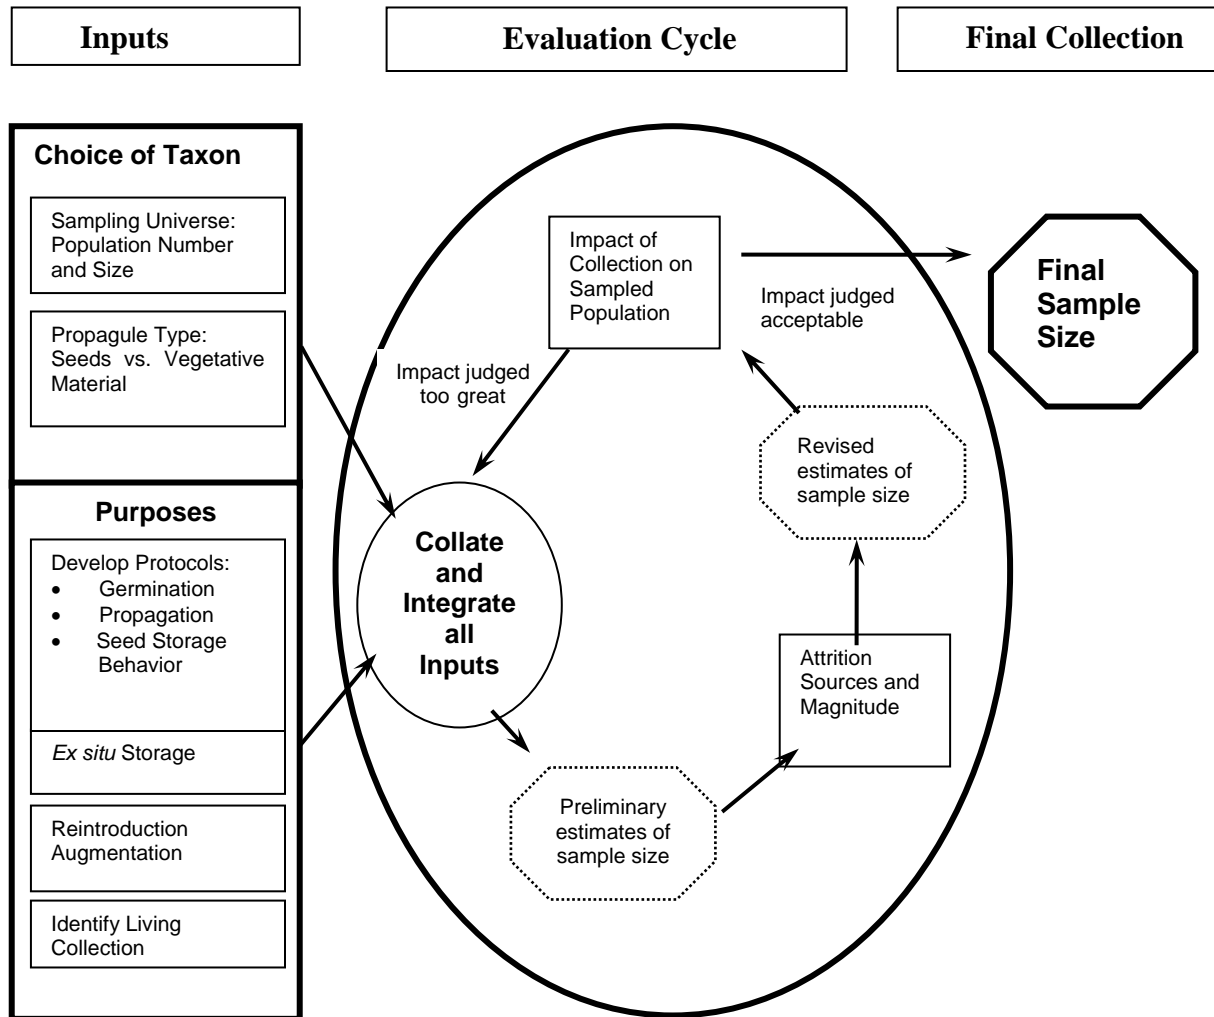 Inputs
Evaluation Cycle
Final Collection
Choice of Taxon
Sampling Universe:
Population Number
and Size
Propagule Type:
Seeds vs. Vegetative
Material
Purposes
Develop Protocols:
• Germination
• Propagation
• Seed Storage
Behavior
Ex situ Storage
Reintroduction
Augmentation
Identify Living
Collection
Impact of
Collection on
Sampled
Population
Impact judged
acceptable
Impact judged
too great
Collate
and
Integrate
all
Inputs
Preliminary
estimates of
sample size
Attrition
Sources and
Magnitude
Revised
estimates of
sample size
Final
Sample
Size